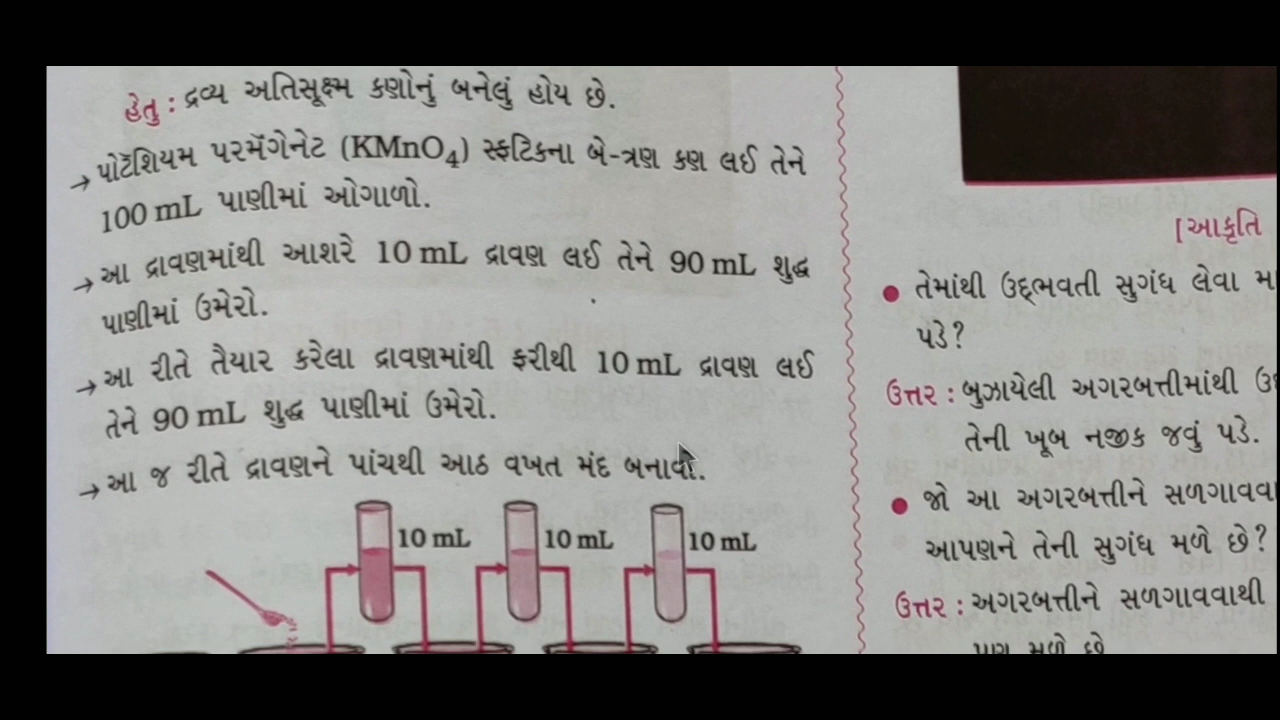 હેતુ : દ્રવ્ય અતિસૂક્ષ્મ કણોનું બનેલું હોય છે.
→ પોટૅશિયમ પરમૅંગેનેટ (KMnO4) સ્ફટિકના બે-ત્રણ કણ લઈ તેને
100 mL પાણીમાં ઓગાળો.
→ આ દ્રાવણમાંથી આશરે 10 mL દ્રાવણ લઈ તેને 90 mL શુદ્ધ
પાણીમાં ઉમેરો.
→ આ રીતે તૈયાર કરેલા દ્રાવણમાંથી ફરીથી 10 mL દ્રાવણ લઈ
તેને 90 mL શુદ્ધ પાણીમાં ઉમેરો.
→ આ જ રીતે દ્રાવણને પાંચથી આઠ વખત મંદ બનાવો.
10 mL 10 mL 10 mL
[આકૃતિ
• તેમાંથી ઉદ્ભવતી સુગંધ લેવા
પડે?
ઉત્તર : બુઝાયેલી અગરબત્તીમાંથી
તેની ખૂબ નજીક જવું પડે.
• જો આ અગરબત્તીને
આપણને તેની સુગંધ મળે છે?
ઉત્તર : અગરબત્તીને સળગાવવાથી
પણ મળે છે